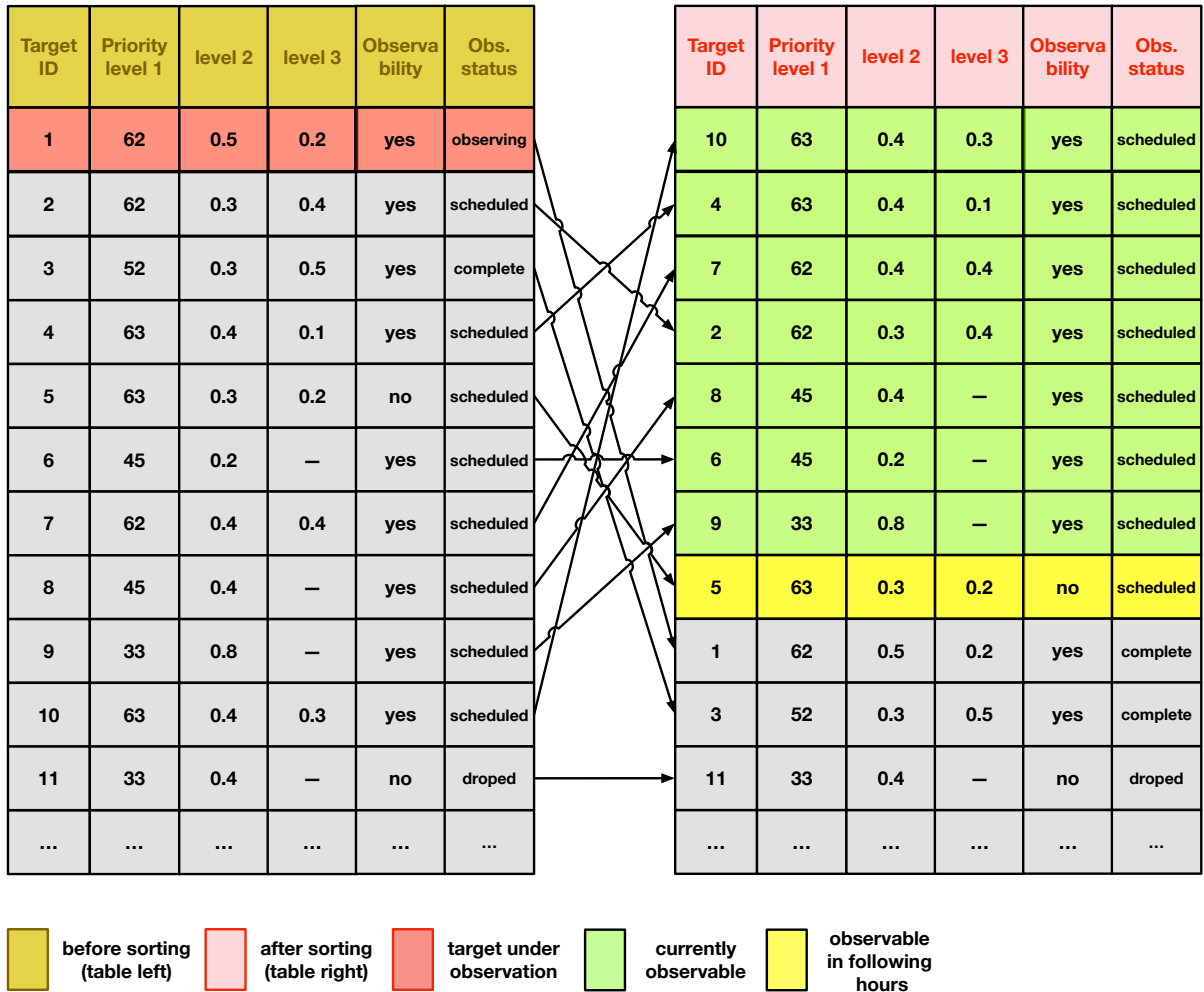 Target ID Priority level 1 level 2 level 3 Observa bility Obs. status
1 62 0.5 0.2 yes observing
2 62 0.3 0.4 yes scheduled
3 52 0.3 0.5 yes complete
4 63 0.4 0.1 yes scheduled
5 63 0.3 0.2 no scheduled
6 45 0.2 — yes scheduled
7 62 0.4 0.4 yes scheduled
8 45 0.4 — yes scheduled
9 33 0.8 — yes scheduled
10 63 0.4 0.3 yes scheduled
11 33 0.4 — no droped
... ... ... ... ... ...
Target ID Priority level 1 level 2 level 3 Observa bility Obs. status
10 63 0.4 0.3 yes scheduled
4 63 0.4 0.1 yes scheduled
7 62 0.4 0.4 yes scheduled
2 62 0.3 0.4 yes scheduled
8 45 0.4 — yes scheduled
6 45 0.2 — yes scheduled
9 33 0.8 — yes scheduled
5 63 0.3 0.2 no scheduled
1 62 0.5 0.2 yes complete
3 52 0.3 0.5 yes complete
11 33 0.4 — no droped
... ... ... ... ... ...
before sorting
(table left)
after sorting
(table right)
target under
observation
currently
observable
observable
in following
hours